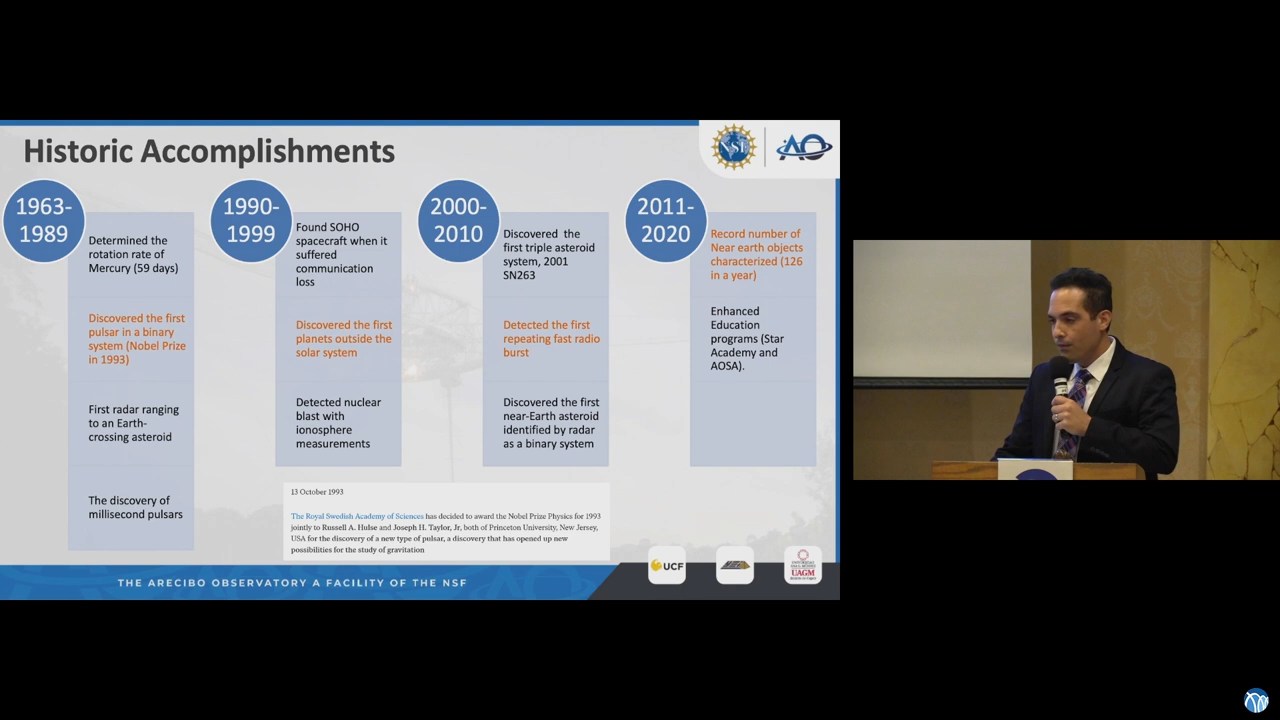 Historic Accomplishments
NSF
AO
1963-
1989
Determined the
rotation rate of
Mercury (59 days)
Discovered the first
pulsar in a binary
system (Nobel Prize
in 1993)
First radar ranging
to an Earth-
crossing asteroid
The discovery of
millisecond pulsars
1990-
1999
Found SOHO
spacecraft when it
suffered
communication
loss
Discovered the first
planets outside the
solar system
Detected nuclear
blast with
ionosphere
measurements
2000-
2010
Discovered the
first triple asteroid
system, 2001
SN263
Detected the first
repeating fast radio
burst
Discovered the first
near-Earth asteroid
identified by radar
as a binary system
2011-
2020
Record number of
Near earth objects
characterized (126
in a year)
Enhanced
Education
programs (Star
Academy and
AOSA).
13 October 1993
The Royal Swedish Academy of Sciences has decided to award the Nobel Prize Physics for 1993
jointly to Russell A. Hulse and Joseph H. Taylor, Jr, both of Princeton University, New Jersey,
USA for the discovery of a new type of pulsar, a discovery that has opened up new
possibilities for the study of gravitation
THE ARECIBO OBSERVATORY A FACILITY OF THE NSF
UCF
UAGM